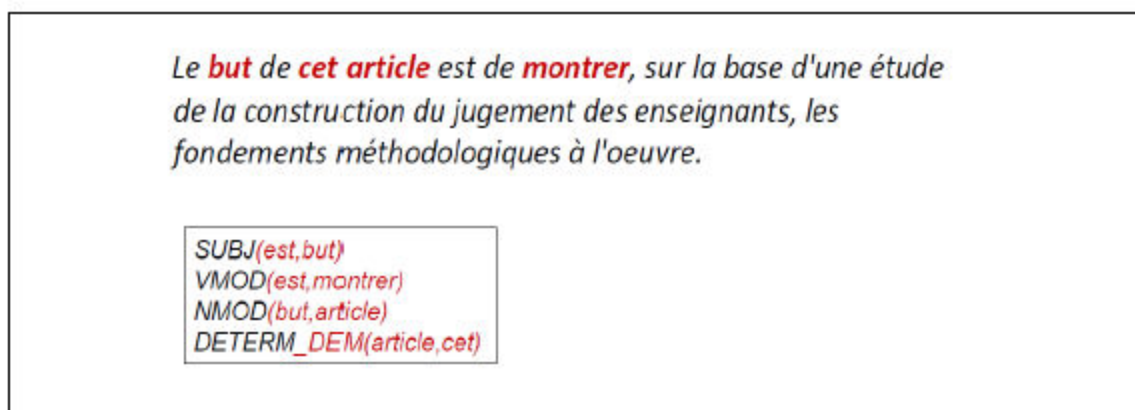 Le but de cet article est de montrer, sur la base d'une étude
de la construction du jugement des enseignants, les
fondements méthodologiques à l'oeuvre.
SUBJ(est,but)
VMOD(est,montrer)
NMOD(but,article)
DETERM_DEM(article,cet)